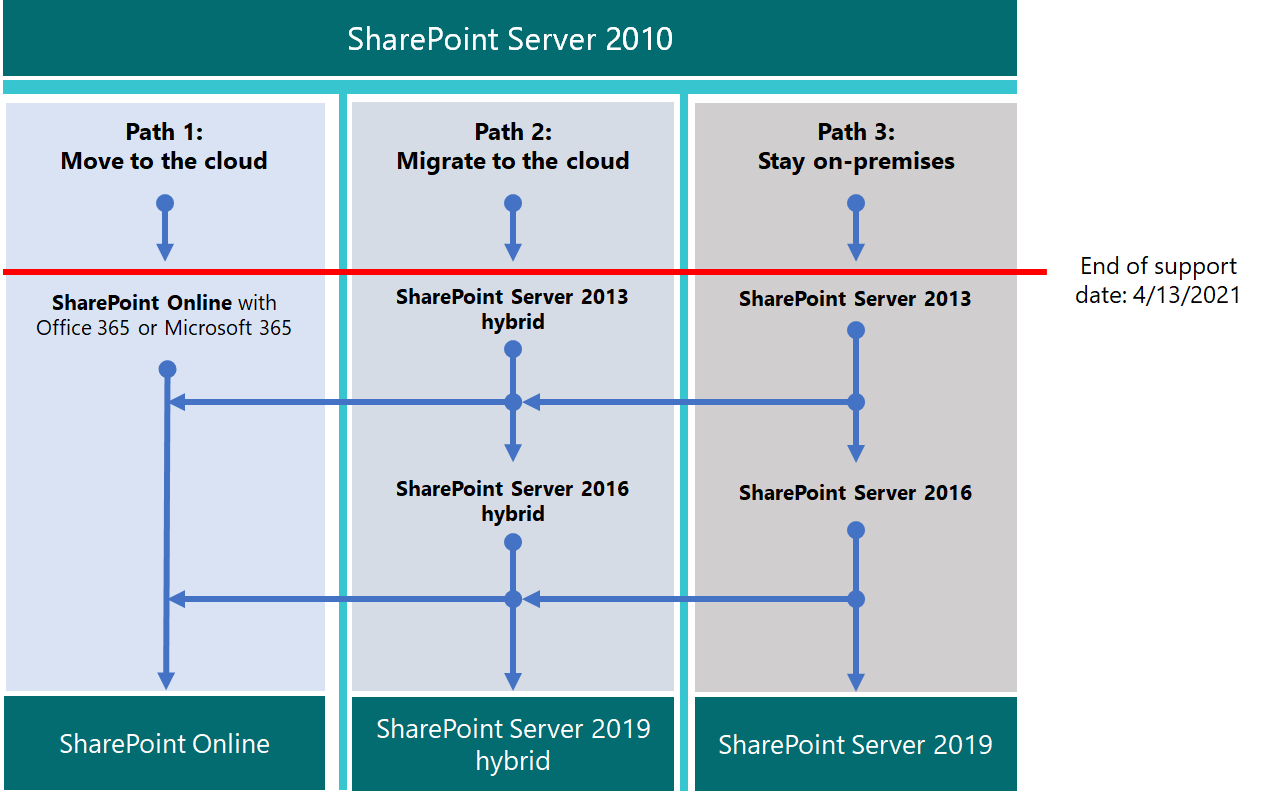 SharePoint Server 2010
Path 1:
Move to the cloud
Path 2:
Migrate to the cloud
Path 3:
Stay on-premises
End of support
date: 4/13/2021
SharePoint Online with
Office 365 or Microsoft 365
SharePoint Server 2013
hybrid
SharePoint Server 2013
SharePoint Server 2016
hybrid
SharePoint Server 2016
SharePoint Online
SharePoint Server 2019
hybrid
SharePoint Server 2019